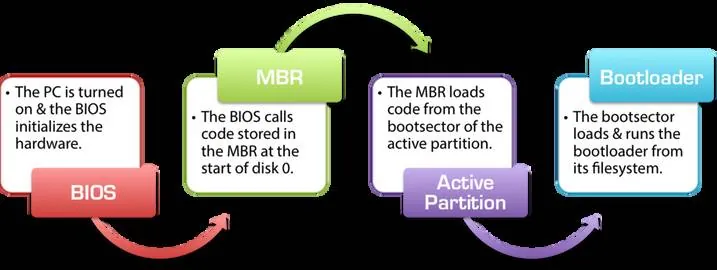 • The PC is turned
on & the BIOS
initializes the
hardware.
BIOS
MBR
• The BIOS calls
code stored in
the MBR at the
start of disk 0.
• The MBR loads
code from the
bootsector of the
active partition.
Active
Partition
Bootloader
• The bootsector
loads & runs the
bootloader from
its filesystem.